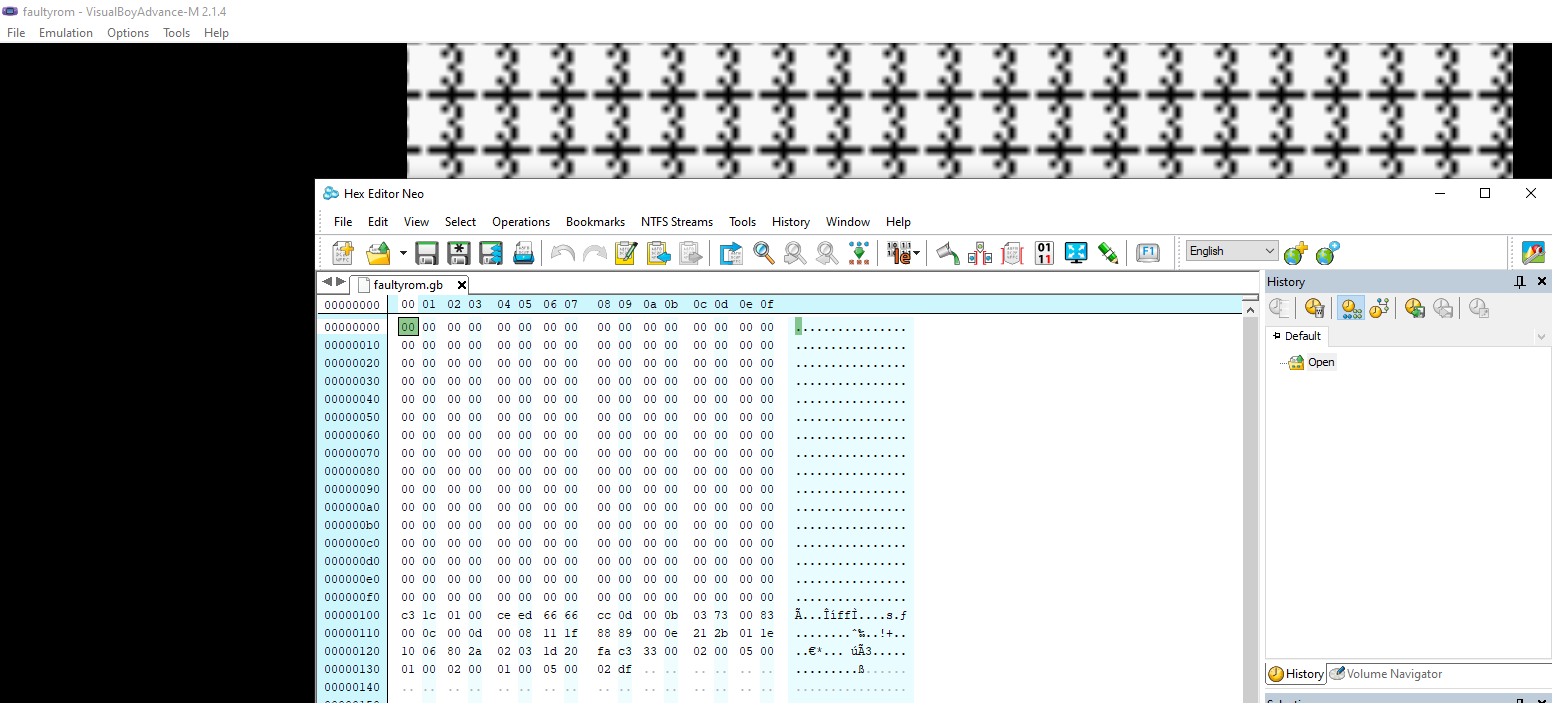 faultyrom - VisualBoyAdvance-M 2.1.4
File Emulation Options Tools Help
Hex Editor Neo
File Edit View Select Operations Bookmarks NTFS Streams Tools History Window Help
English
faultyrom.gb
History
00000000 00 01 02 03 04 05 06 07 08 09 0a 0b 0c 0d 0e 0f
00000000 00 00 00 00 00 00 00 00 00 00 00 00 00 00 00 00 ................
00000010 00 00 00 00 00 00 00 00 00 00 00 00 00 00 00 00 ................
00000020 00 00 00 00 00 00 00 00 00 00 00 00 00 00 00 00 ................
00000030 00 00 00 00 00 00 00 00 00 00 00 00 00 00 00 00 ................
00000040 00 00 00 00 00 00 00 00 00 00 00 00 00 00 00 00 ................
00000050 00 00 00 00 00 00 00 00 00 00 00 00 00 00 00 00 ................
00000060 00 00 00 00 00 00 00 00 00 00 00 00 00 00 00 00 ................
00000070 00 00 00 00 00 00 00 00 00 00 00 00 00 00 00 00 ................
00000080 00 00 00 00 00 00 00 00 00 00 00 00 00 00 00 00 ................
00000090 00 00 00 00 00 00 00 00 00 00 00 00 00 00 00 00 ................
000000a0 00 00 00 00 00 00 00 00 00 00 00 00 00 00 00 00 ................
000000b0 00 00 00 00 00 00 00 00 00 00 00 00 00 00 00 00 ................
000000c0 00 00 00 00 00 00 00 00 00 00 00 00 00 00 00 00 ................
000000d0 00 00 00 00 00 00 00 00 00 00 00 00 00 00 00 00 ................
000000e0 00 00 00 00 00 00 00 00 00 00 00 00 00 00 00 00 ................
000000f0 00 00 00 00 00 00 00 00 00 00 00 00 00 00 00 00 ................
00000100 c3 1c 01 00 ce ed 66 66 cc 0d 00 0b 03 73 00 83 Ã...ÎíffÌ....s.ƒ
00000110 00 0c 00 0d 00 08 11 1f 88 89 00 0e 21 2b 01 1e ........ˆ‰..!+..
00000120 10 06 80 2a 02 03 1d 20 fa c3 33 00 02 00 05 00 ..€*... úÃ3.....
00000130 01 00 02 00 01 00 05 00 02 df .. .. .. .. .. .. .........ß......
00000140 .. .. .. .. .. .. .. .. .. .. .. .. .. .. .. .. ................
Default
Open
History Volume Navigator